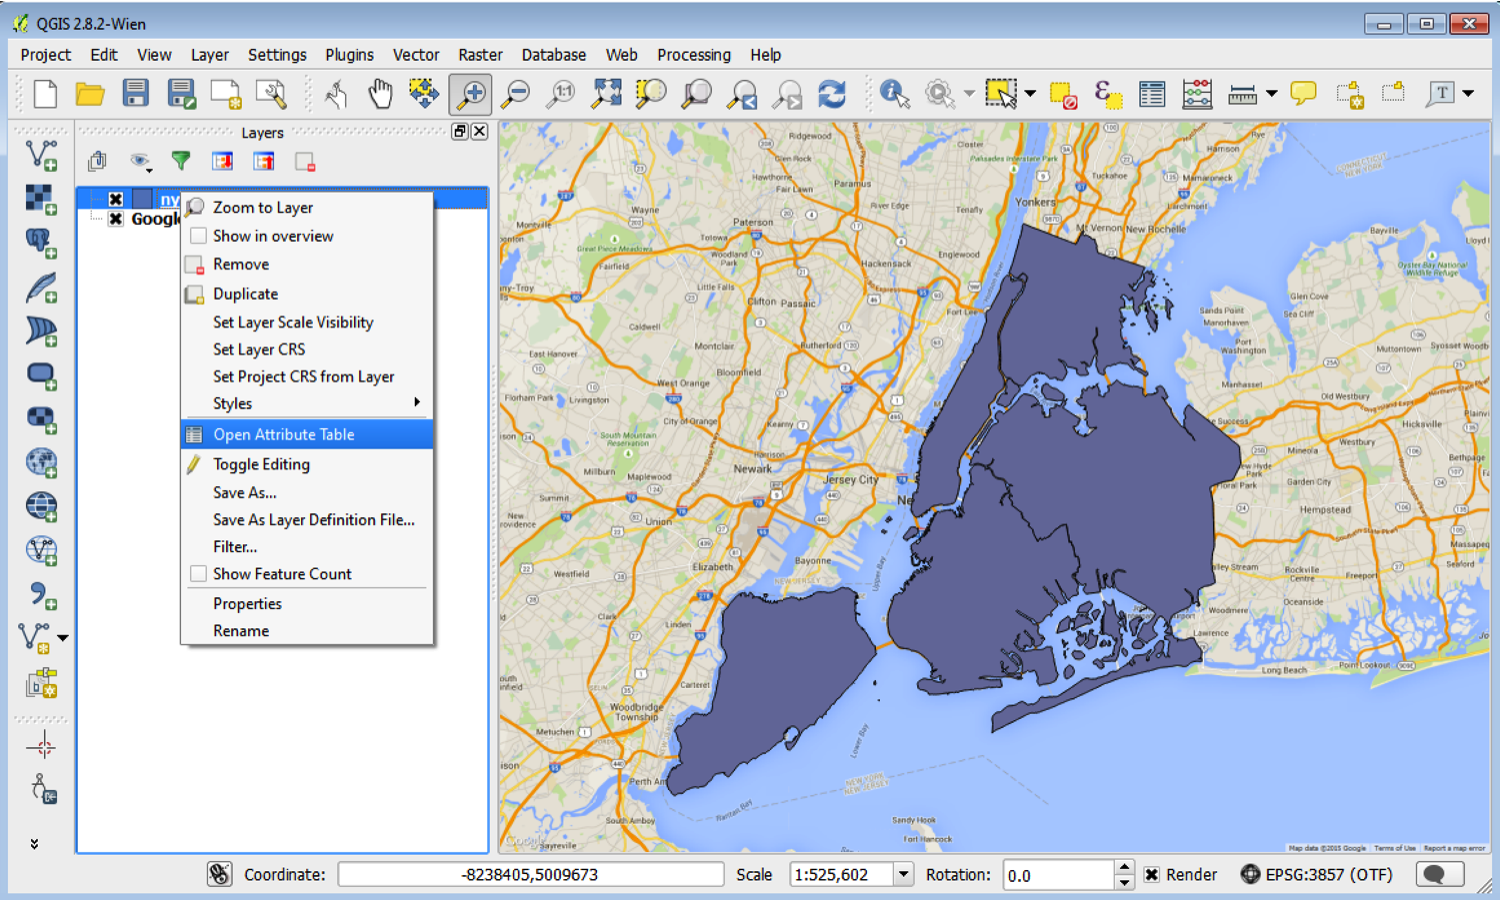 QGIS 2.8.2-Wien
Project Edit View Layer Settings Plugins Vector Raster Database Web Processing Help
1:1
T
Layers
ny
Google
Zoom to Layer
Show in overview
Remove
Duplicate
Set Layer Scale Visibility
Set Layer CRS
Set Project CRS from Layer
Styles
Open Attribute Table
Toggle Editing
Save As...
Save As Layer Definition File...
Filter...
Show Feature Count
Properties
Rename
Ridgewood
Closter
Rye
Glen Rock
Palisades Interstate Park
Harrison
CONNECTICUT
NEW YORK
Hawthorne
Fair Lawn
Paramus
Tuckahoe
Mamaroneck
Wayne
River Edge
Tenafly
Yonkers
Larchmont
Montville
Paterson
Mt Vernon
New Rochelle
Bayville
Lloyd
Totowa
Great Piece Meadows
Woodland Park
Hackensack
Englewood
Fairfield
Oyster Bay National
Wildlife Refuge
Little Falls
Clifton
Passaic
Fort Lee
Glen Cove
Sea Cliff
Sands Point
Manorhaven
Caldwell
Montclair
Rutherford
Port
Washington
Muttontown
Syosset
Woodb
East Hanover
Bloomfield
West Orange
Manhasset
Old Westbury
Florham Park
Livingston
City of Orange
Kearny
Success
Hicksville
Plainvi
South Mountain
Reservation
Harrison
Westbury
Millburn
Maplewood
Newark
Jersey City
Mineola
Hyde
Park
Bethpage
Floral Park
Garden City
Summit
Ne
Hempstead
New
Providence
Union
Massapeq
Bayonne
Elizabeth
NEW JERSEY
Upper Bay
Valley Stream
Rockville
Centre
Freeport
Seaford
Westfield
Woodmere
Oceanside
Linden
Lawrence
Long Beach
Point Lookout
Carteret
Woodbridge
Township
Metuchen
Lower Bay
Perth Am
NEW YORK
NEW JERSEY
Raritan Bay
South Amboy
Sandy Hook
Fort Hancock
Google
Sayreville
Map data ©2015 Google Terms of Use Report a map error
Coordinate: -8238405,5009673 Scale 1:525,602 Rotation: 0.0 Render EPSG:3857 (OTF)